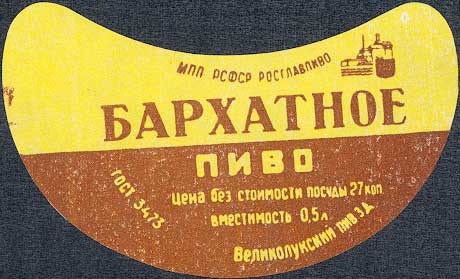 МПП РСФСР РОСГЛАВПИВО
БАРХАТНОЕ
ПИВО
ГОСТ 3473
цена без стоимости посуды 27 коп
вместимость 0,5 л
Великолукский пив з д